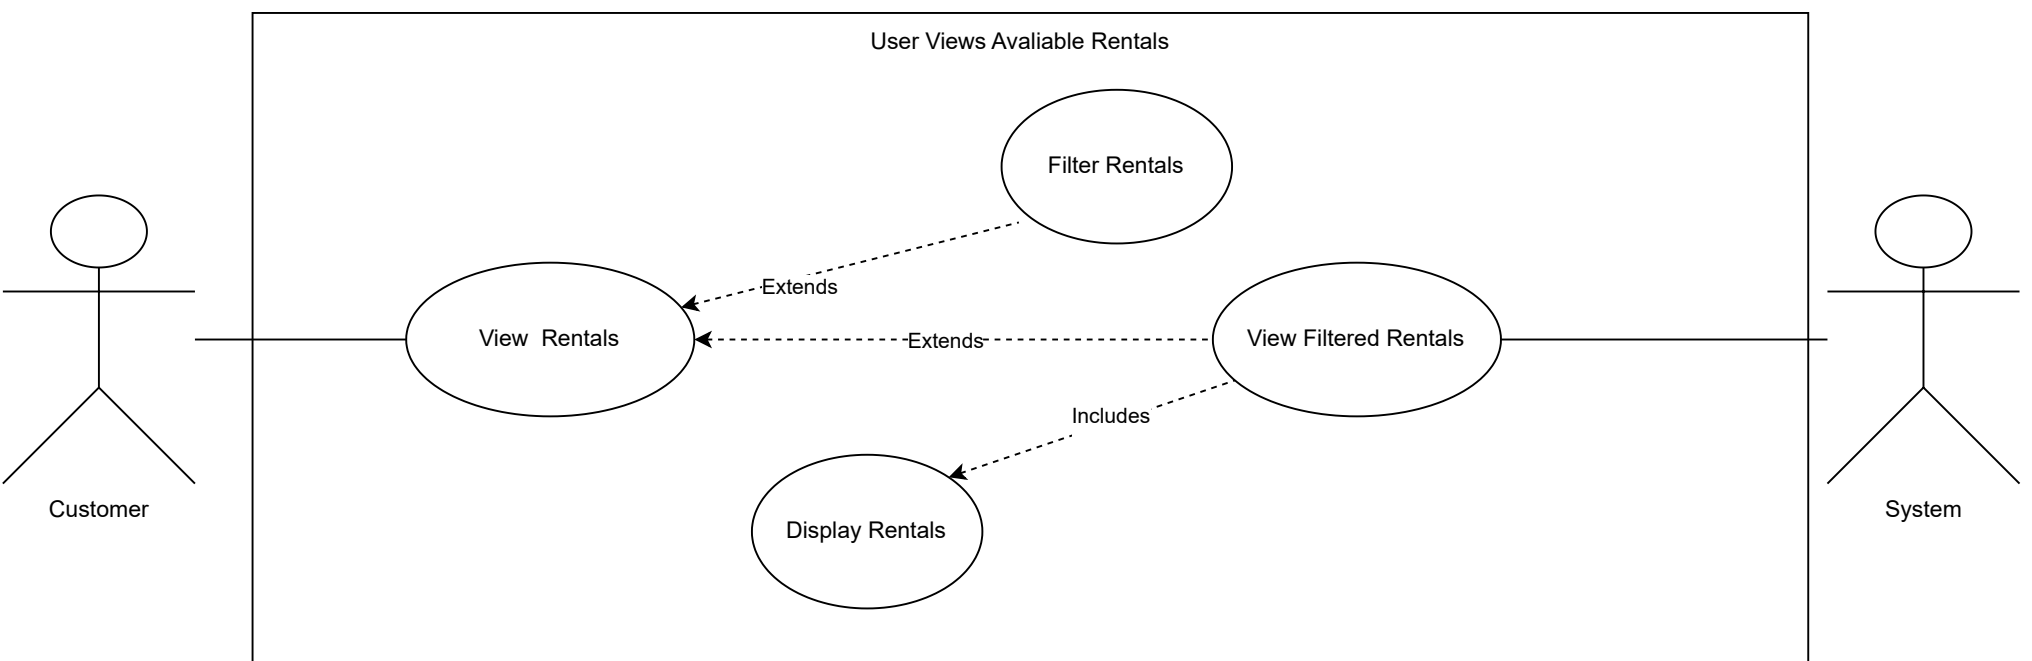 User Views Avaliable Rentals
Filter Rentals
Extends
View  Rentals
Extends
View Filtered Rentals
Includes
Display Rentals
Customer
System